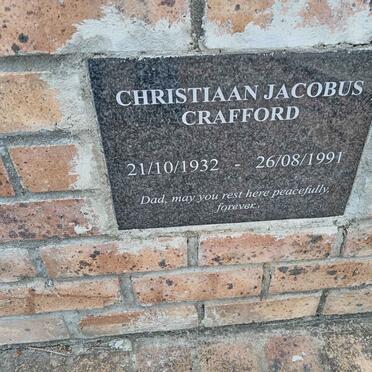 CHRISTIAAN JACOBUS
CRAFFORD
21/10/1932 - 26/08/1991
Dad, may you rest here peacefully,
forever